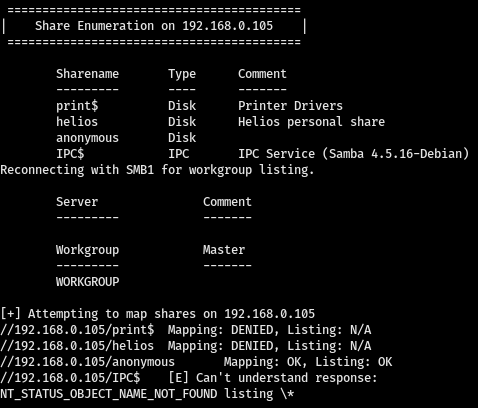 ==========================================
|    Share Enumeration on 192.168.0.105    |
==========================================
Sharename       Type      Comment
---------       ----      -------
print$          Disk      Printer Drivers
helios          Disk      Helios personal share
anonymous       Disk
IPC$            IPC       IPC Service (Samba 4.5.16-Debian)
Reconnecting with SMB1 for workgroup listing.
Server               Comment
---------            -------
Workgroup            Master
---------            -------
WORKGROUP
[+] Attempting to map shares on 192.168.0.105
//192.168.0.105/print$  Mapping: DENIED, Listing: N/A
//192.168.0.105/helios  Mapping: DENIED, Listing: N/A
//192.168.0.105/anonymous       Mapping: OK, Listing: OK
//192.168.0.105/IPC$    [E] Can't understand response:
NT_STATUS_OBJECT_NAME_NOT_FOUND listing \*